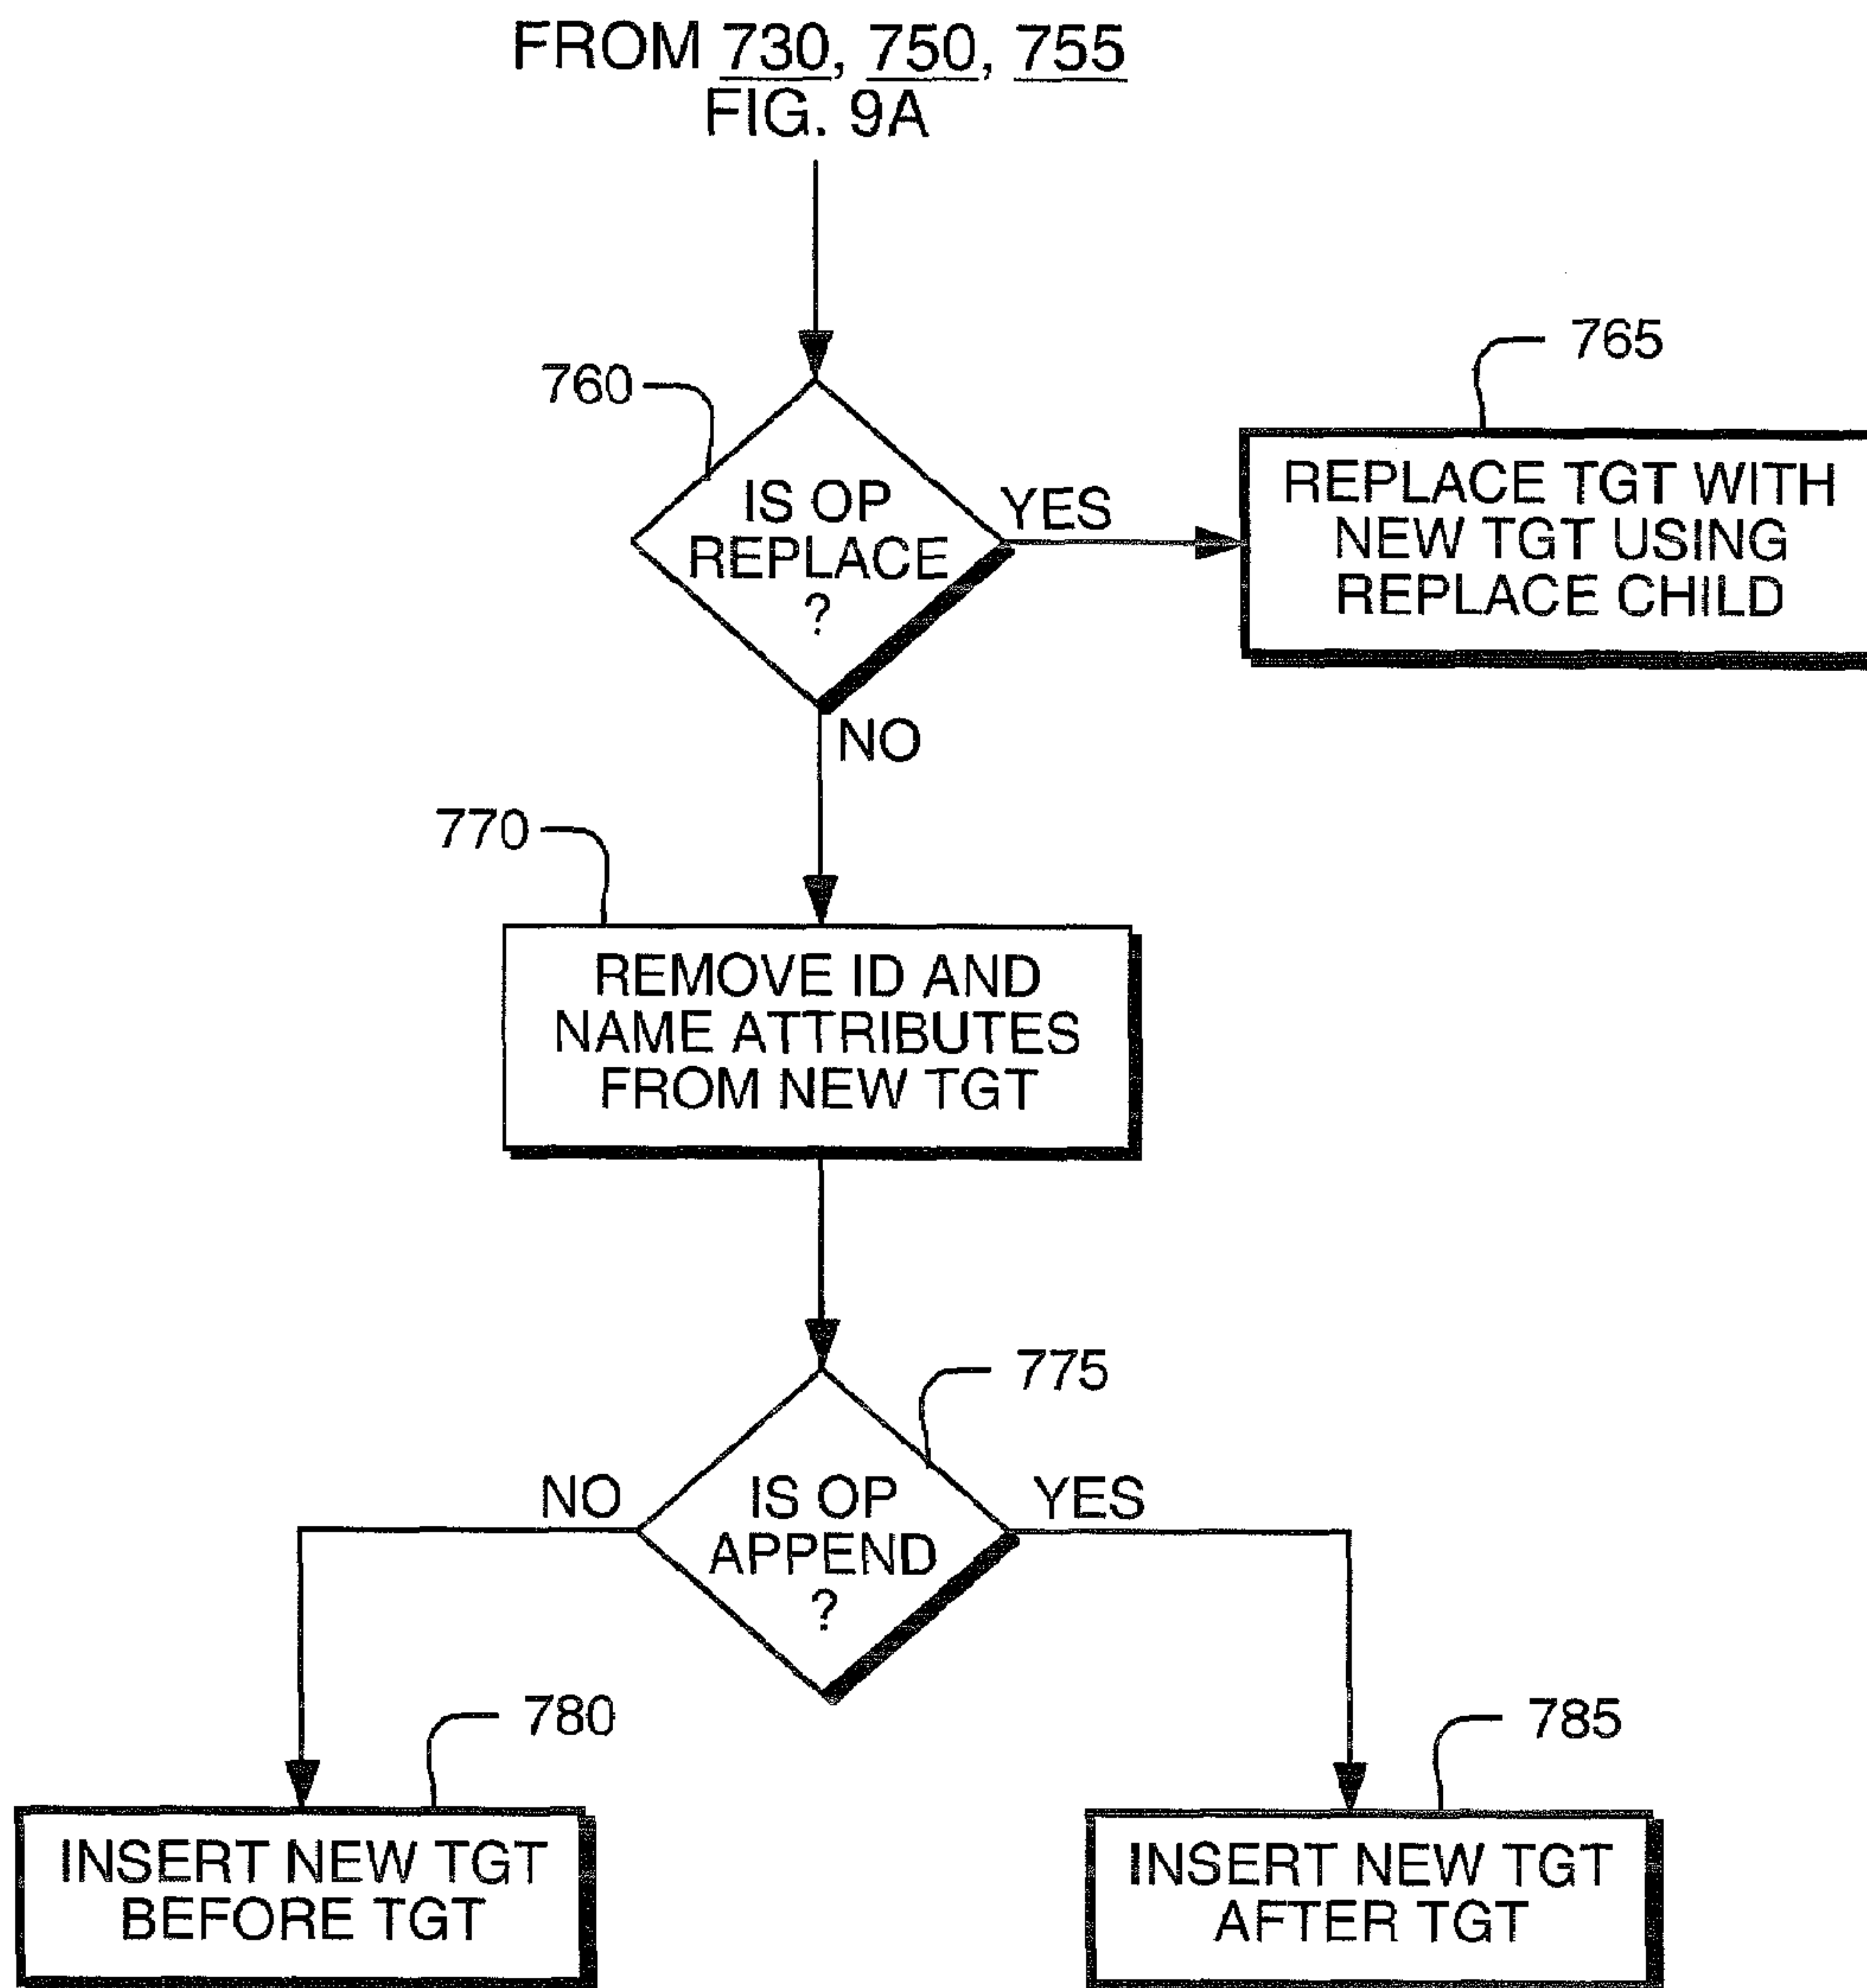 FROM 730, 750, 755
FIG. 9A
760
IS OP
REPLACE
?
YES
765
REPLACE TGT WITH
NEW TGT USING
REPLACE CHILD
NO
770
REMOVE ID AND
NAME ATTRIBUTES
FROM NEW TGT
775
NO
IS OP
APPEND
?
YES
780
INSERT NEW TGT
BEFORE TGT
785
INSERT NEW TGT
AFTER TGT